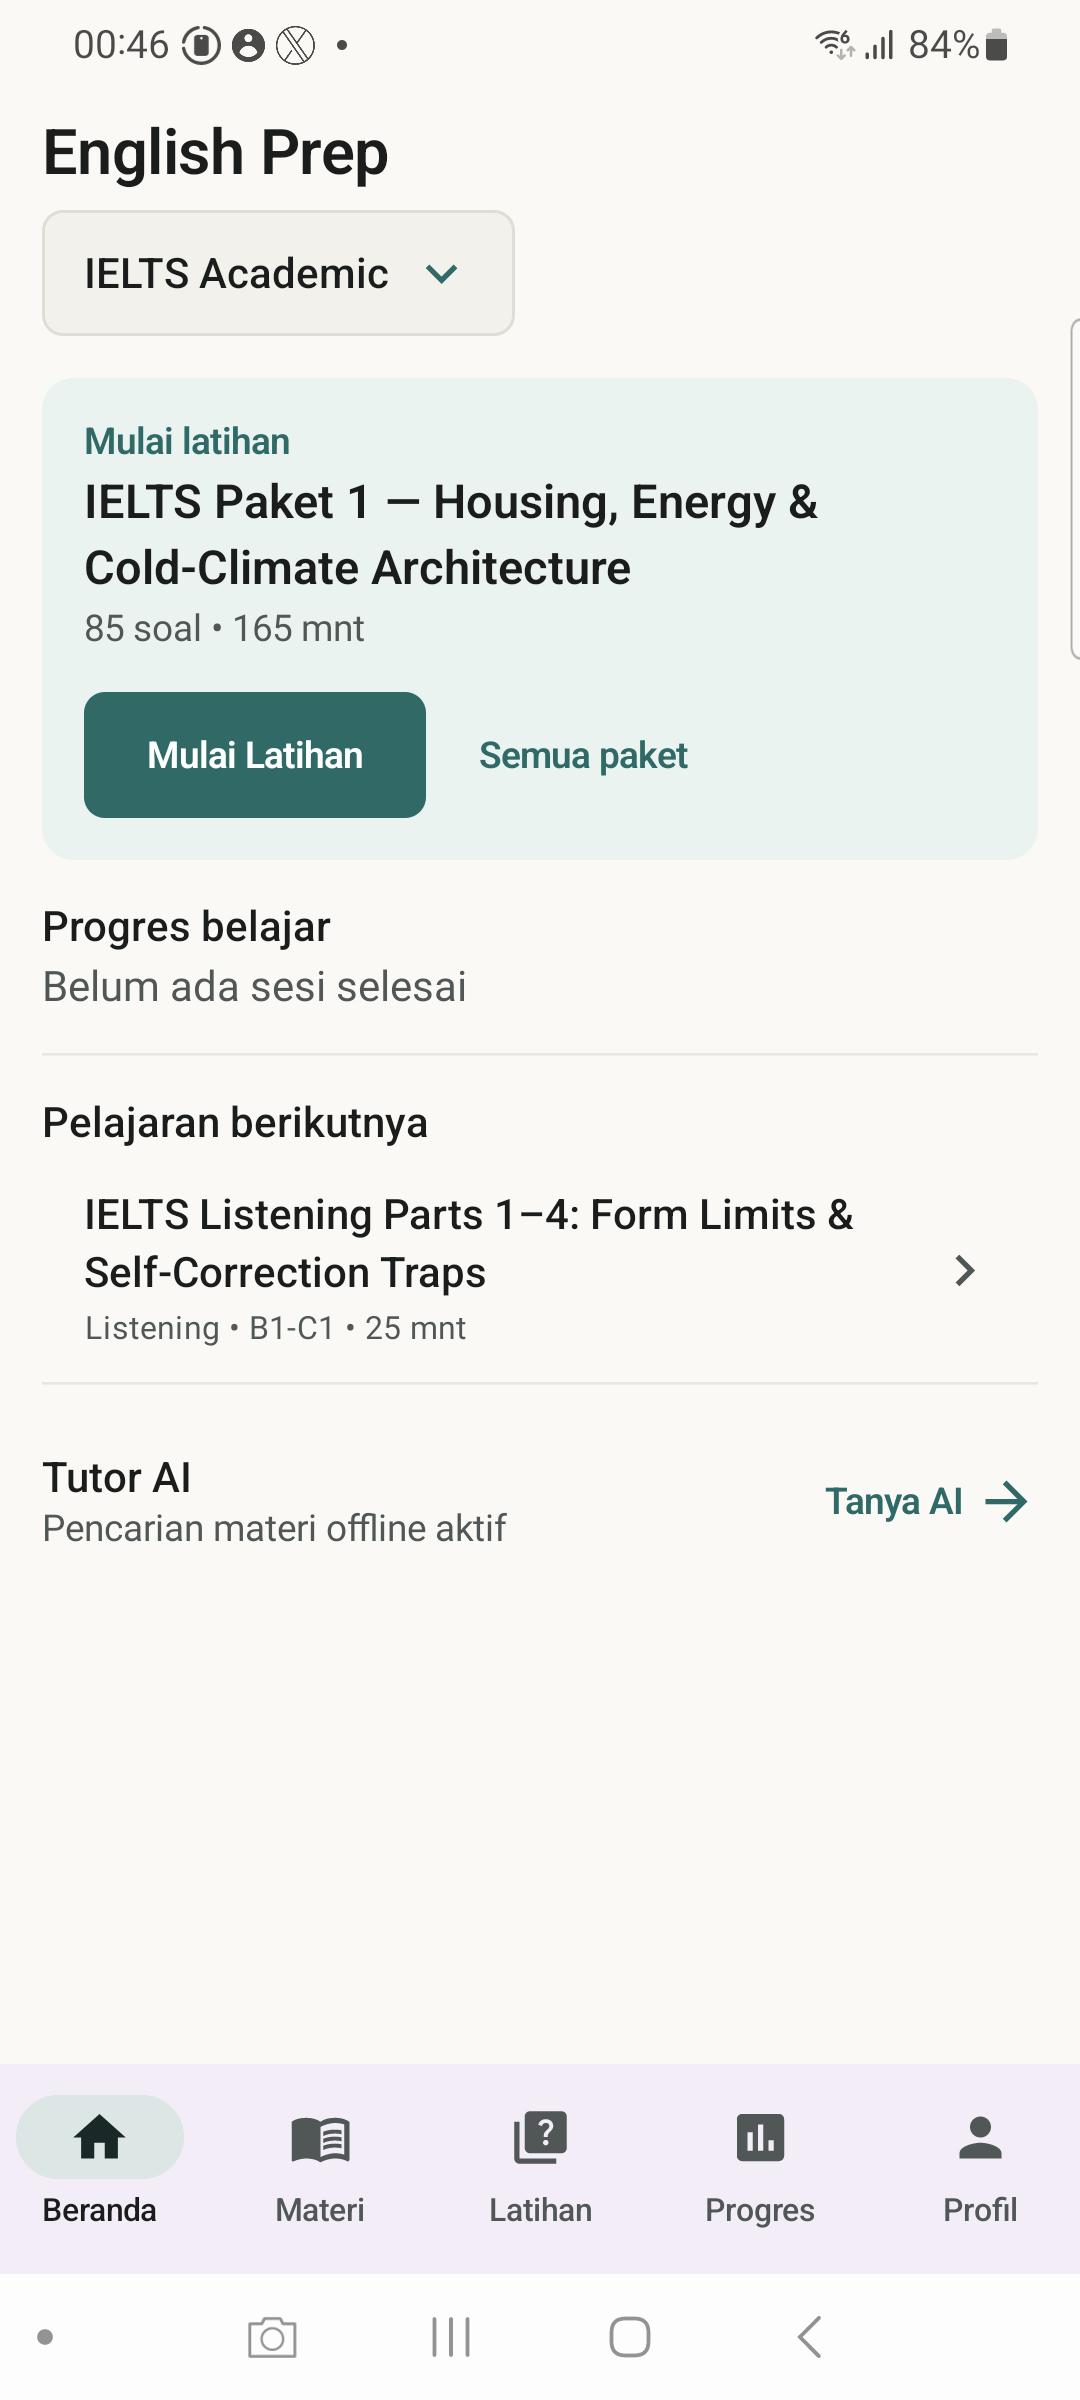 00:46
84%
English Prep
IELTS Academic
Mulai latihan
IELTS Paket 1 — Housing, Energy &
Cold-Climate Architecture
85 soal • 165 mnt
Mulai Latihan
Semua paket
Progres belajar
Belum ada sesi selesai
Pelajaran berikutnya
IELTS Listening Parts 1–4: Form Limits &
Self-Correction Traps
Listening • B1-C1 • 25 mnt
Tutor AI
Pencarian materi offline aktif
Tanya AI
Beranda
Materi
Latihan
Progres
Profil